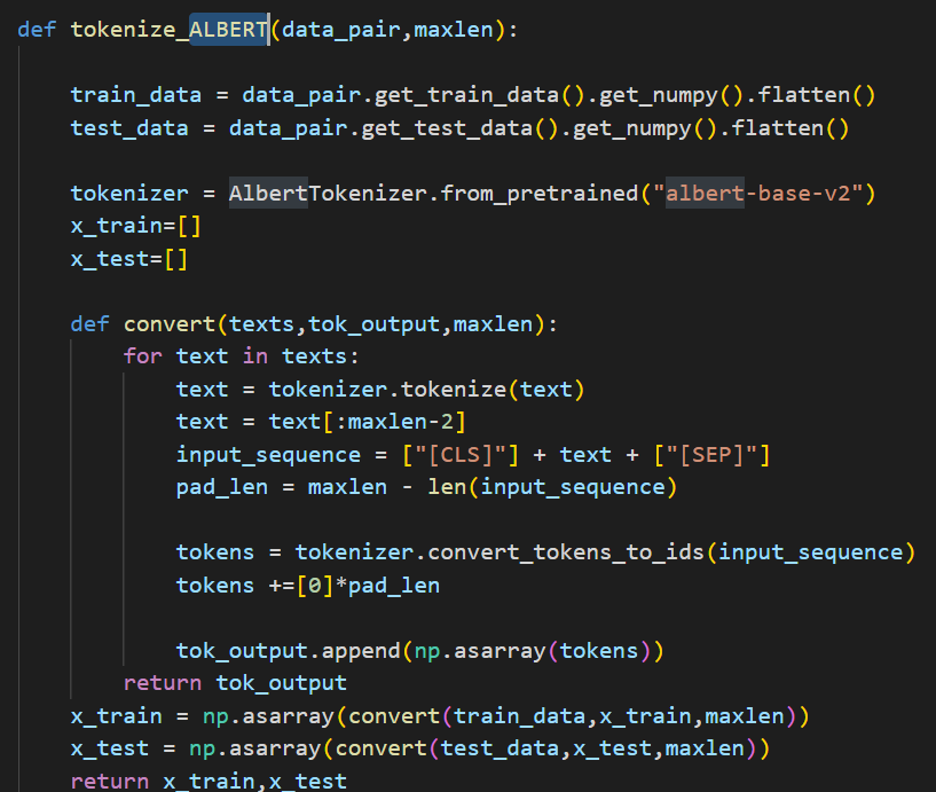 def tokenize_ALBERT(data_pair,maxlen):
train_data = data_pair.get_train_data().get_numpy().flatten()
test_data = data_pair.get_test_data().get_numpy().flatten()
tokenizer = AlbertTokenizer.from_pretrained("albert-base-v2")
x_train=[]
x_test=[]
def convert(texts,tok_output,maxlen):
for text in texts:
text = tokenizer.tokenize(text)
text = text[:maxlen-2]
input_sequence = ["[CLS]"] + text + ["[SEP]"]
pad_len = maxlen - len(input_sequence)
tokens = tokenizer.convert_tokens_to_ids(input_sequence)
tokens +=[0]*pad_len
tok_output.append(np.asarray(tokens))
return tok_output
x_train = np.asarray(convert(train_data,x_train,maxlen))
x_test = np.asarray(convert(test_data,x_test,maxlen))
return x_train,x_test